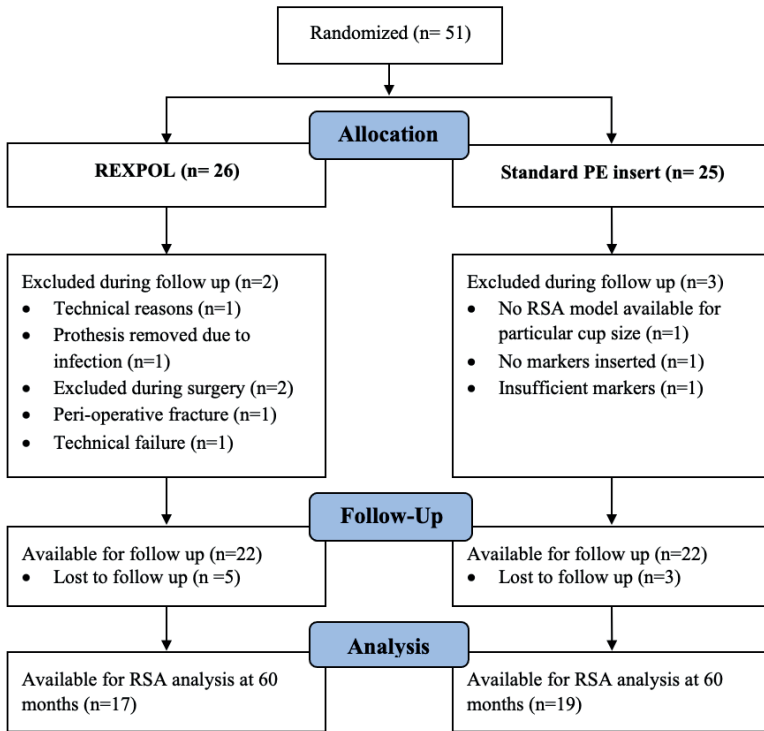 Randomized (n= 51)
Allocation
REXPOL (n= 26)
Standard PE insert (n= 25)
Excluded during follow up (n=2)
• Technical reasons (n=1)
• Prothesis removed due to
infection (n=1)
• Excluded during surgery (n=2)
• Peri-operative fracture (n=1)
• Technical failure (n=1)
Excluded during follow up (n=3)
• No RSA model available for
particular cup size (n=1)
• No markers inserted (n=1)
• Insufficient markers (n=1)
Follow-Up
Available for follow up (n=22)
• Lost to follow up (n =5)
Available for follow up (n=22)
• Lost to follow up (n=3)
Analysis
Available for RSA analysis at 60
months (n=17)
Available for RSA analysis at 60
months (n=19)